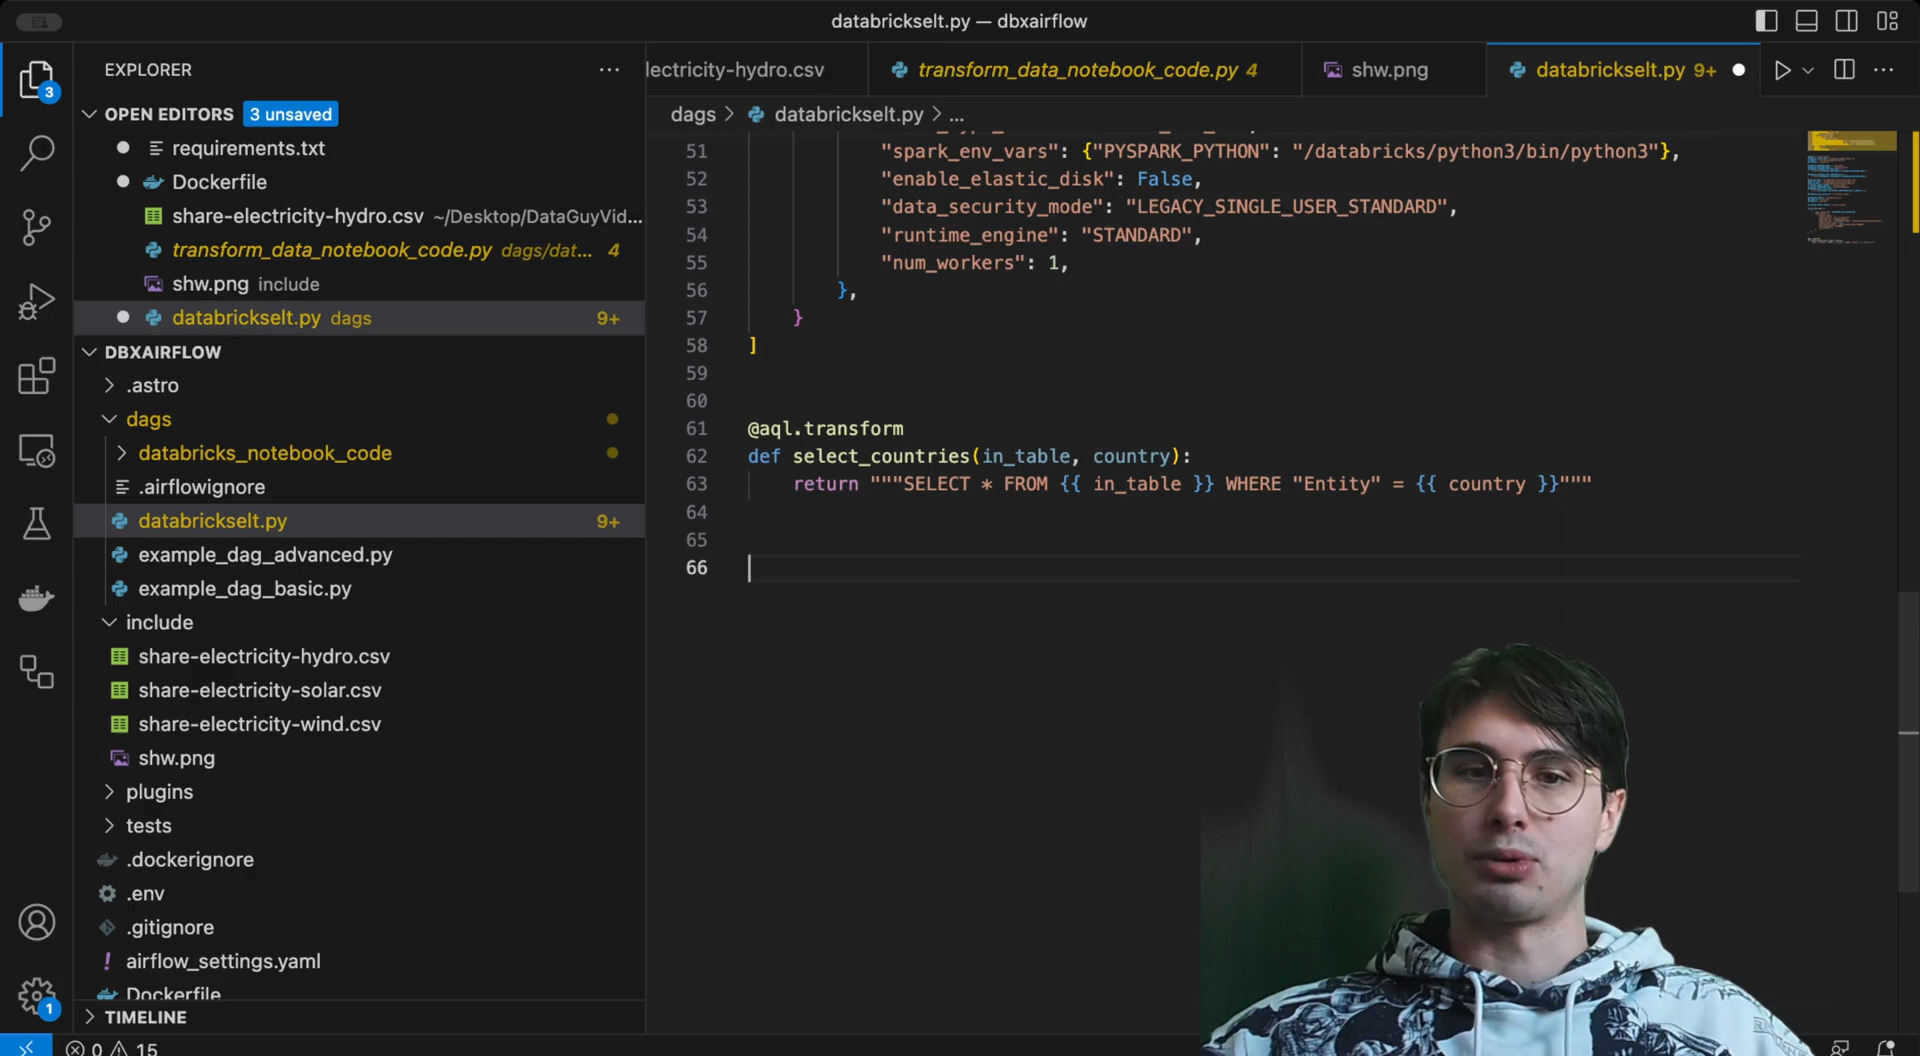 databrickselt.py — dbxairflow
EXPLORER
OPEN EDITORS 3 unsaved
requirements.txt
Dockerfile
share-electricity-hydro.csv ~/Desktop/DataGuyVid...
transform_data_notebook_code.py dags/dat... 4
shw.png include
databrickselt.py dags 9+
DBXAIRFLOW
.astro
dags
databricks_notebook_code
.airflowignore
databrickselt.py 9+
example_dag_advanced.py
example_dag_basic.py
include
share-electricity-hydro.csv
share-electricity-solar.csv
share-electricity-wind.csv
shw.png
plugins
tests
.dockerignore
.env
.gitignore
airflow_settings.yaml
Dockerfile
TIMELINE
3
1
0 15
lectricity-hydro.csv transform_data_notebook_code.py 4 shw.png databrickselt.py 9+
dags > databrickselt.py > ...
51 "spark_env_vars": {"PYSPARK_PYTHON": "/databricks/python3/bin/python3"},
52 "enable_elastic_disk": False,
53 "data_security_mode": "LEGACY_SINGLE_USER_STANDARD",
54 "runtime_engine": "STANDARD",
55 "num_workers": 1,
56 },
57 }
58 ]
59
60
61 @aql.transform
62 def select_countries(in_table, country):
63 return """SELECT * FROM {{ in_table }} WHERE "Entity" = {{ country }}"""
64
65
66